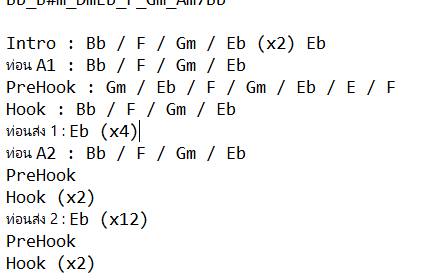 Intro : Bb / F / Gm / Eb (x2) Eb
ท่อน A1 : Bb / F / Gm / Eb
PreHook : Gm / Eb / F / Gm / Eb / E / F
Hook : Bb / F / Gm / Eb
ท่อนส่ง 1 : Eb (x4)
ท่อน A2 : Bb / F / Gm / Eb
PreHook
Hook (x2)
ท่อนส่ง 2 : Eb (x12)
PreHook
Hook (x2)